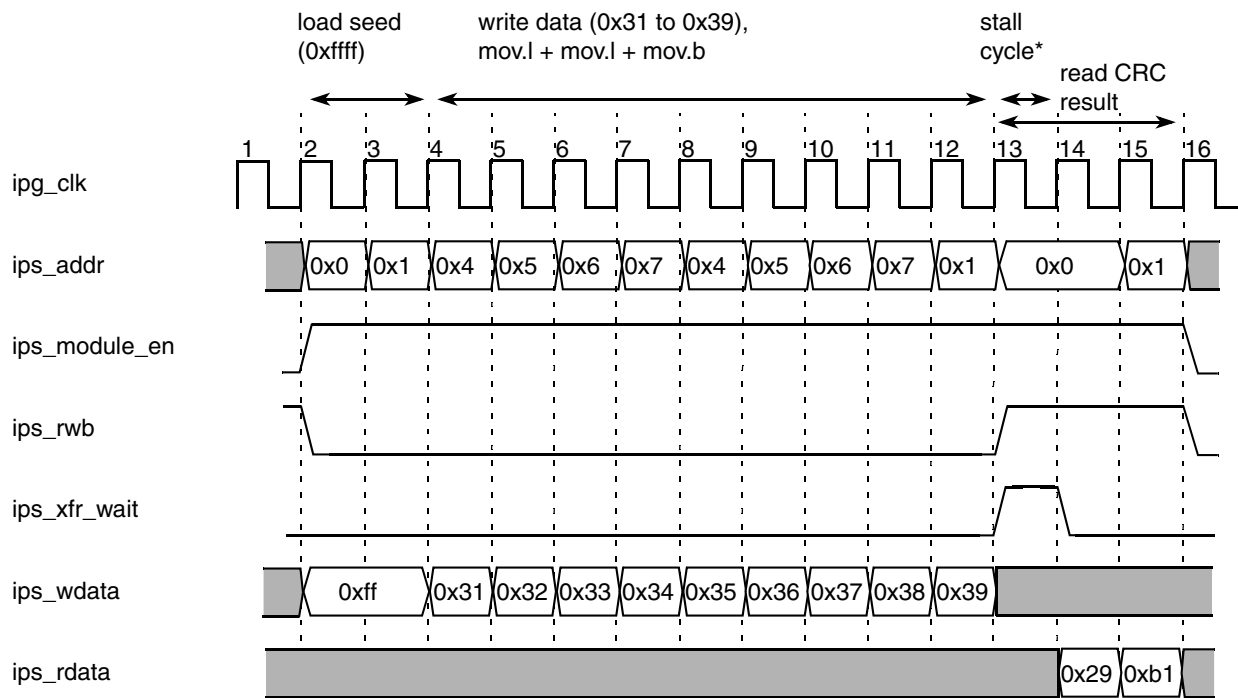 load seed
(0xffff)
write data (0x31 to 0x39),
mov.l + mov.l + mov.b
stall
cycle*
read CRC
result
1 2 3 4 5 6 7 8 9 10 11 12 13 14 15 16
ipg_clk
ips_addr 0x0 0x1 0x4 0x5 0x6 0x7 0x4 0x5 0x6 0x7 0x1 0x0 0x1
ips_module_en
ips_rwb
ips_xfr_wait
ips_wdata 0xff 0x31 0x32 0x33 0x34 0x35 0x36 0x37 0x38 0x39
ips_rdata 0x29 0xb1